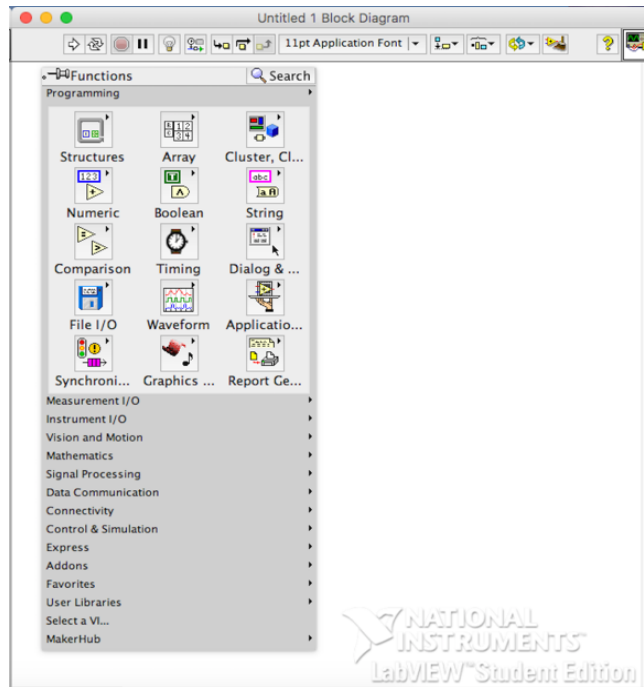 Untitled 1 Block Diagram
11pt Application Font
Functions Search
Programming
Structures Array Cluster, Cl...
Numeric Boolean String
Comparison Timing Dialog & ...
File I/O Waveform Applicatio...
Synchroni... Graphics ... Report Ge...
Measurement I/O
Instrument I/O
Vision and Motion
Mathematics
Signal Processing
Data Communication
Connectivity
Control & Simulation
Express
Addons
Favorites
User Libraries
Select a VI...
MakerHub
NATIONAL
INSTRUMENTS™
LabVIEW™ Student Edition